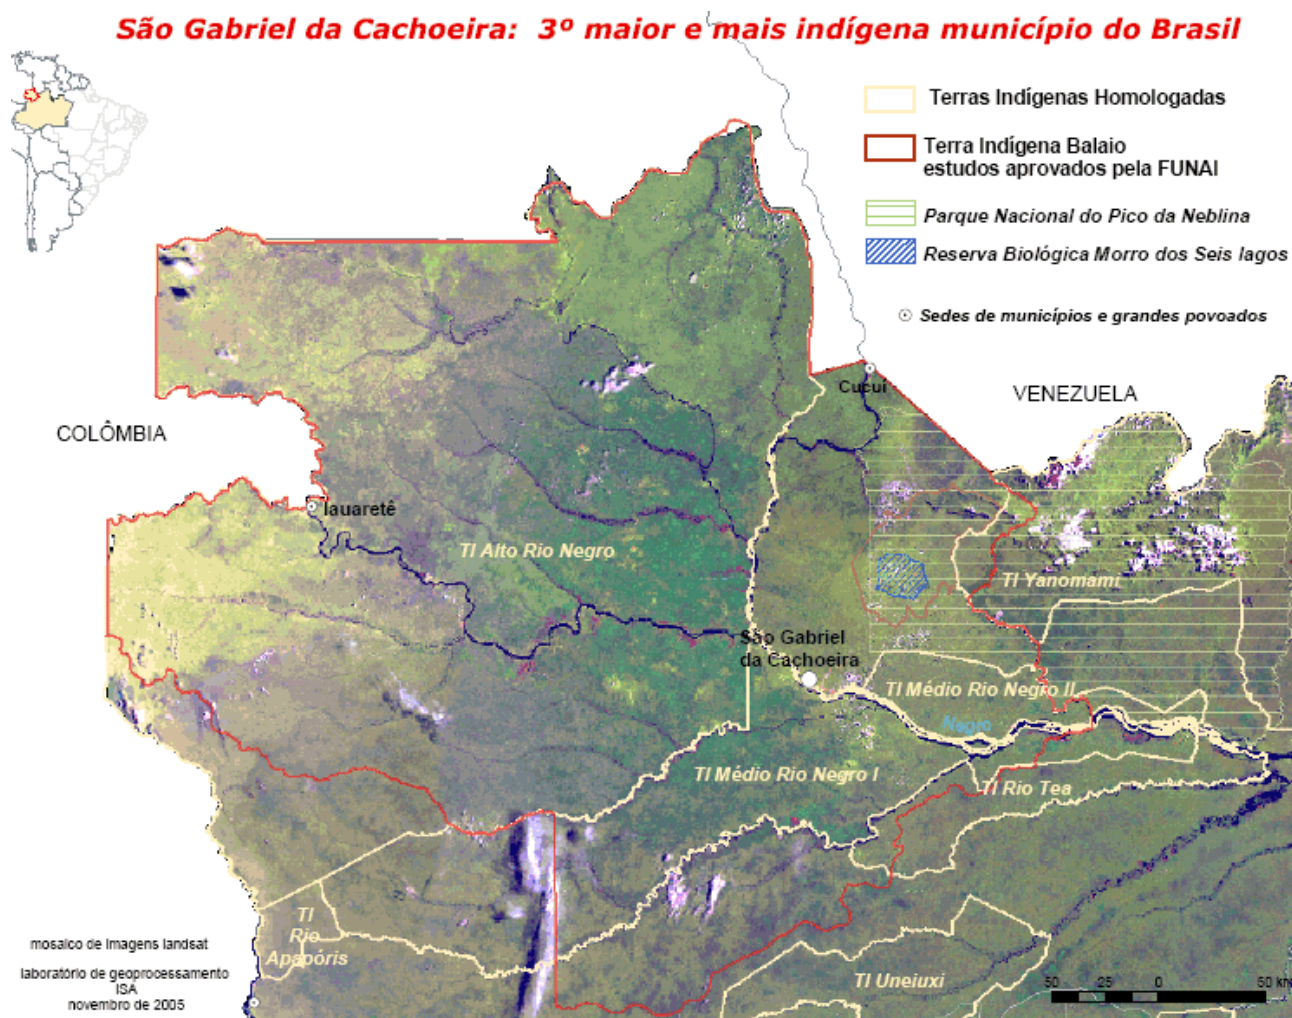 São Gabriel da Cachoeira: 3º maior e mais indígena município do Brasil
Terras Indígenas Homologadas
Terra Indígena Balaio
estudos aprovados pela FUNAI
Parque Nacional do Pico da Neblina
Reserva Biológica Morro dos Seis lagos
Sedes de municípios e grandes povoados
Cucuí
VENEZUELA
COLÔMBIA
Iauaretê
TI Alto Rio Negro
TI Yanomami
São Gabriel
da Cachoeira
TI Médio Rio Negro II
Negro
TI Médio Rio Negro I
TI Rio Tea
TI
Rio
Apapóris
TI Uneiuxi
mosaico de imagens landsat
laboratório de geoprocessamento
ISA
novembro de 2005
50 25 0 50 km